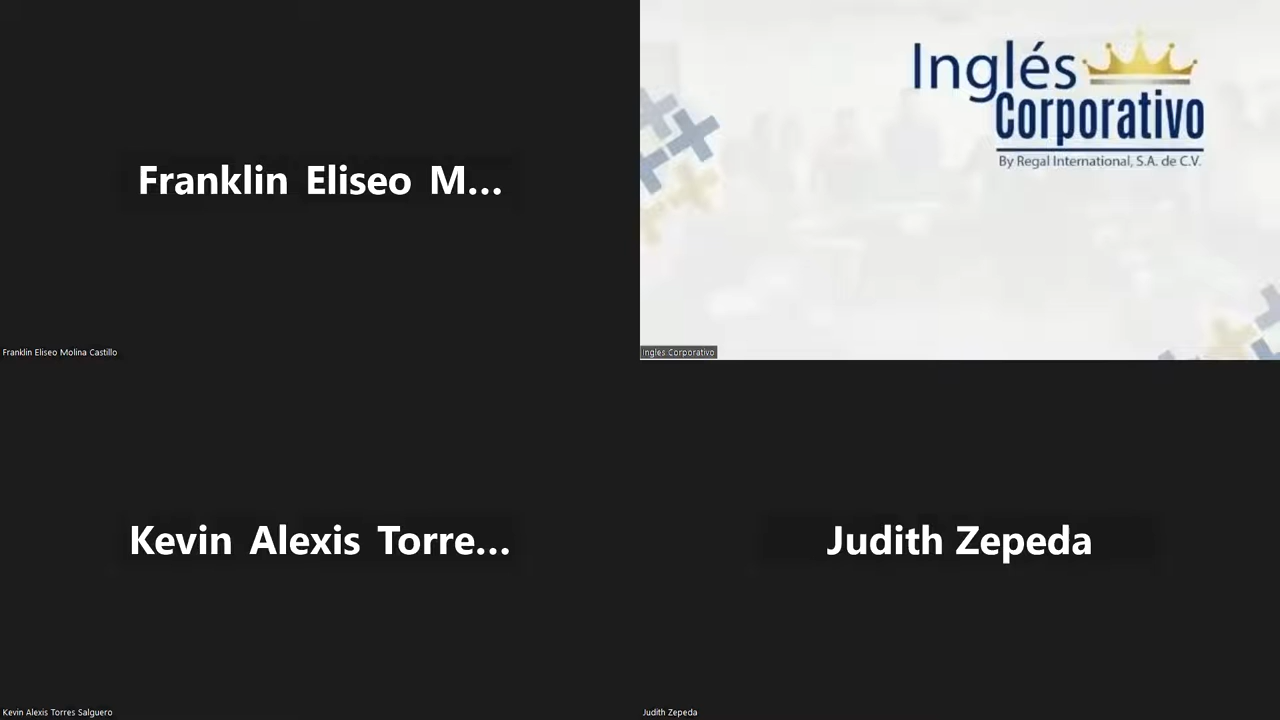 Franklin Eliseo M...
Franklin Eliseo Molina Castillo
Inglés
Corporativo
By Regal International, S.A. de C.V.
Ingles Corporativo
Kevin Alexis Torre...
Kevin Alexis Torres Salguero
Judith Zepeda
Judith Zepeda